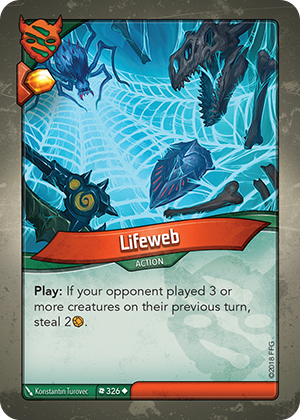 Lifeweb
ACTION
Play: If your opponent played 3 or
more creatures on their previous turn,
steal 2.
Konstantin Turovec
326
©2018 FFG